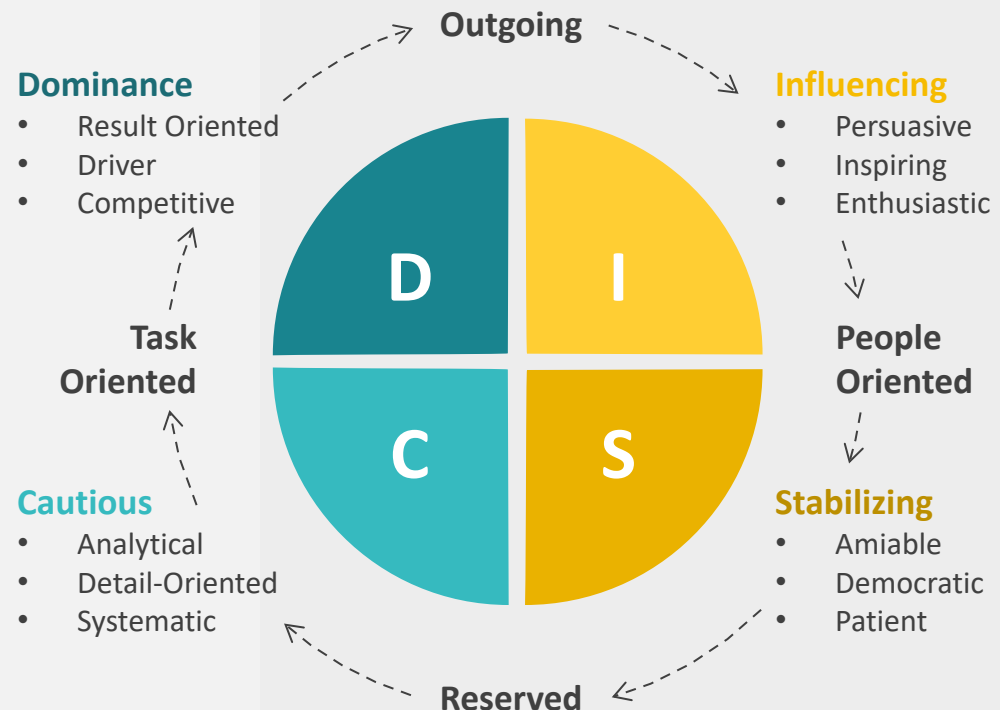 Outgoing
Dominance
• Result Oriented
• Driver
• Competitive
Influencing
• Persuasive
• Inspiring
• Enthusiastic
D
I
Task
Oriented
People
Oriented
C
S
Cautious
• Analytical
• Detail-Oriented
• Systematic
Stabilizing
• Amiable
• Democratic
• Patient
Reserved